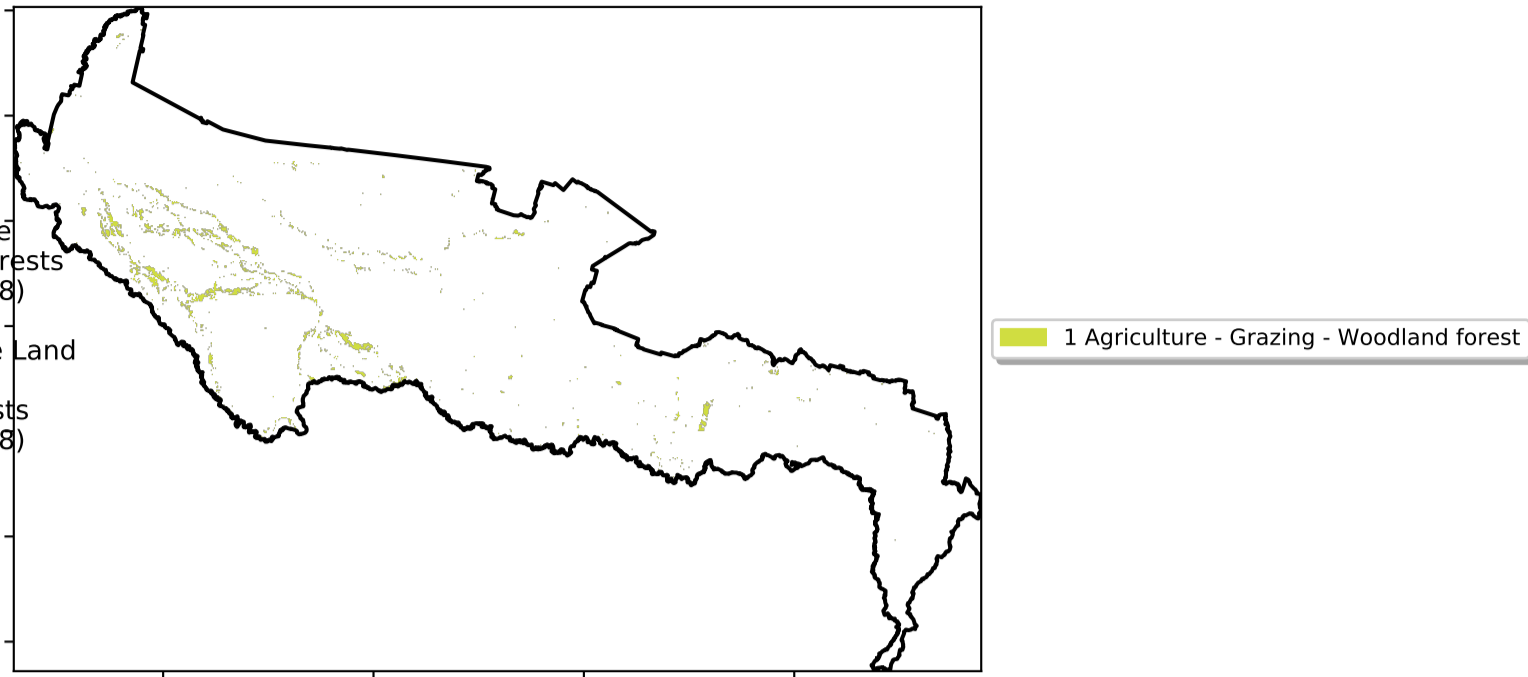 e
rests
8)
e Land
sts
8)
1 Agriculture - Grazing - Woodland forest